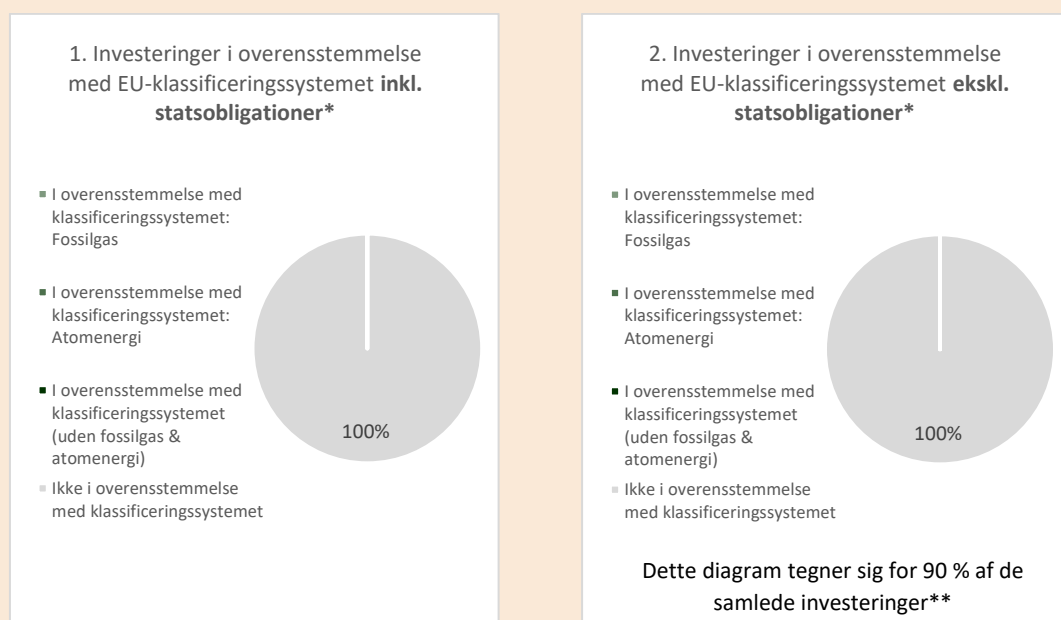 1. Investeringer i overensstemmelse
med EU-klassificeringssystemet inkl.
statsobligationer*
I overensstemmelse med
klassificeringssystemet:
Fossilgas
I overensstemmelse med
klassificeringssystemet:
Atomenergi
I overensstemmelse med
klassificeringssystemet
(uden fossilgas &
atomenergi)
Ikke i overensstemmelse
med klassificeringssystemet
100%
2. Investeringer i overensstemmelse
med EU-klassificeringssystemet ekskl.
statsobligationer*
I overensstemmelse med
klassificeringssystemet:
Fossilgas
I overensstemmelse med
klassificeringssystemet:
Atomenergi
I overensstemmelse med
klassificeringssystemet
(uden fossilgas &
atomenergi)
Ikke i overensstemmelse
med klassificeringssystemet
100%
Dette diagram tegner sig for 90 % af de
samlede investeringer**